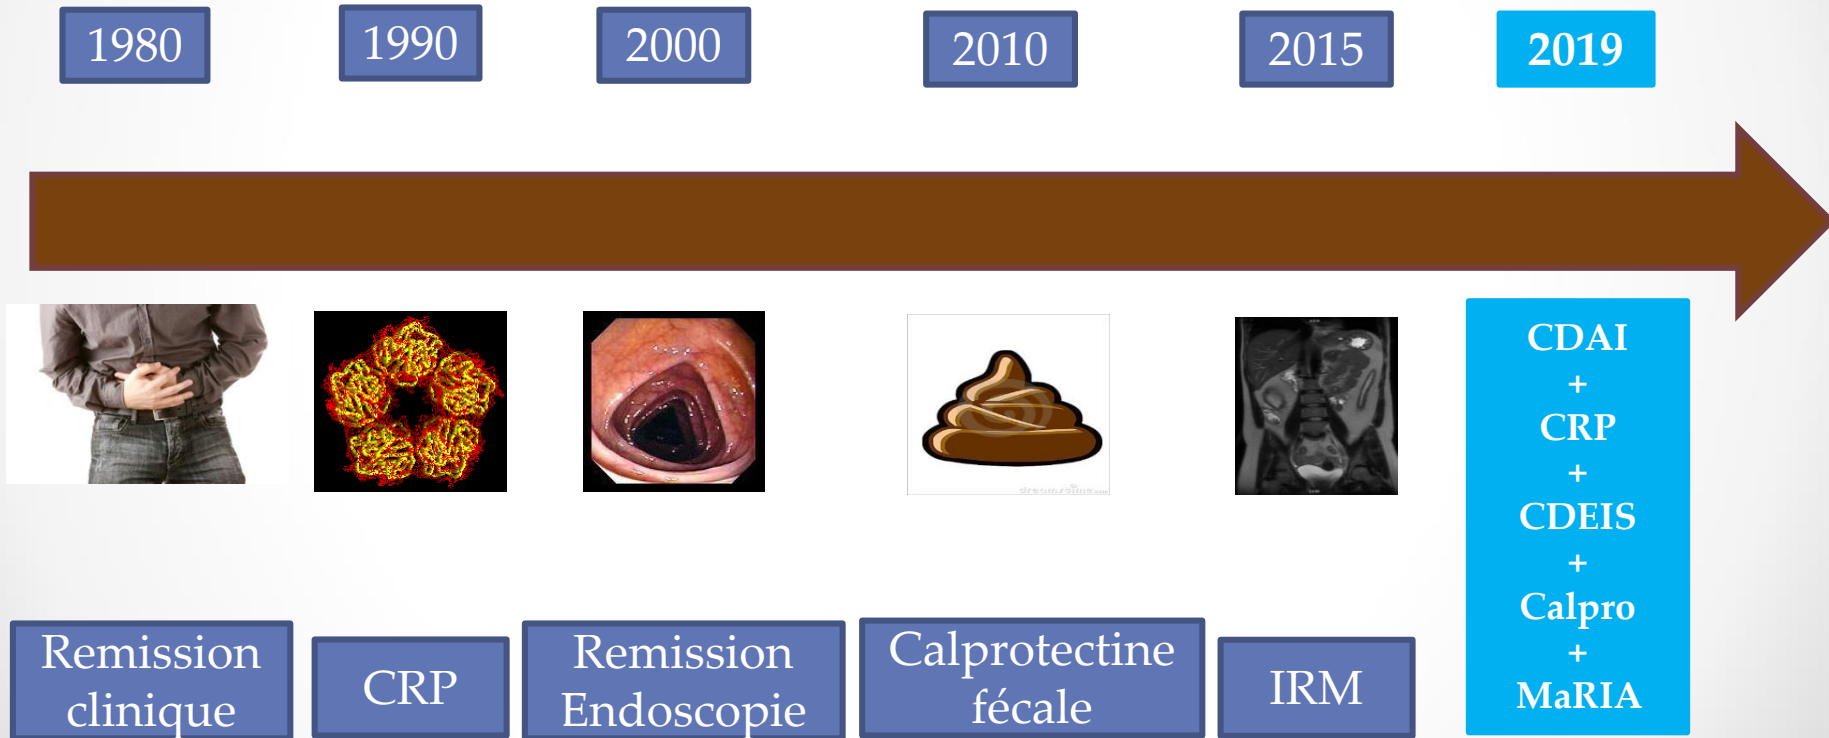 1980
1990
2000
2010
2015
2019
CDAI
+
CRP
+
CDEIS
+
Calpro
+
MaRIA
Remission
clinique
CRP
Remission
Endoscopie
Calprotectine
fécale
IRM